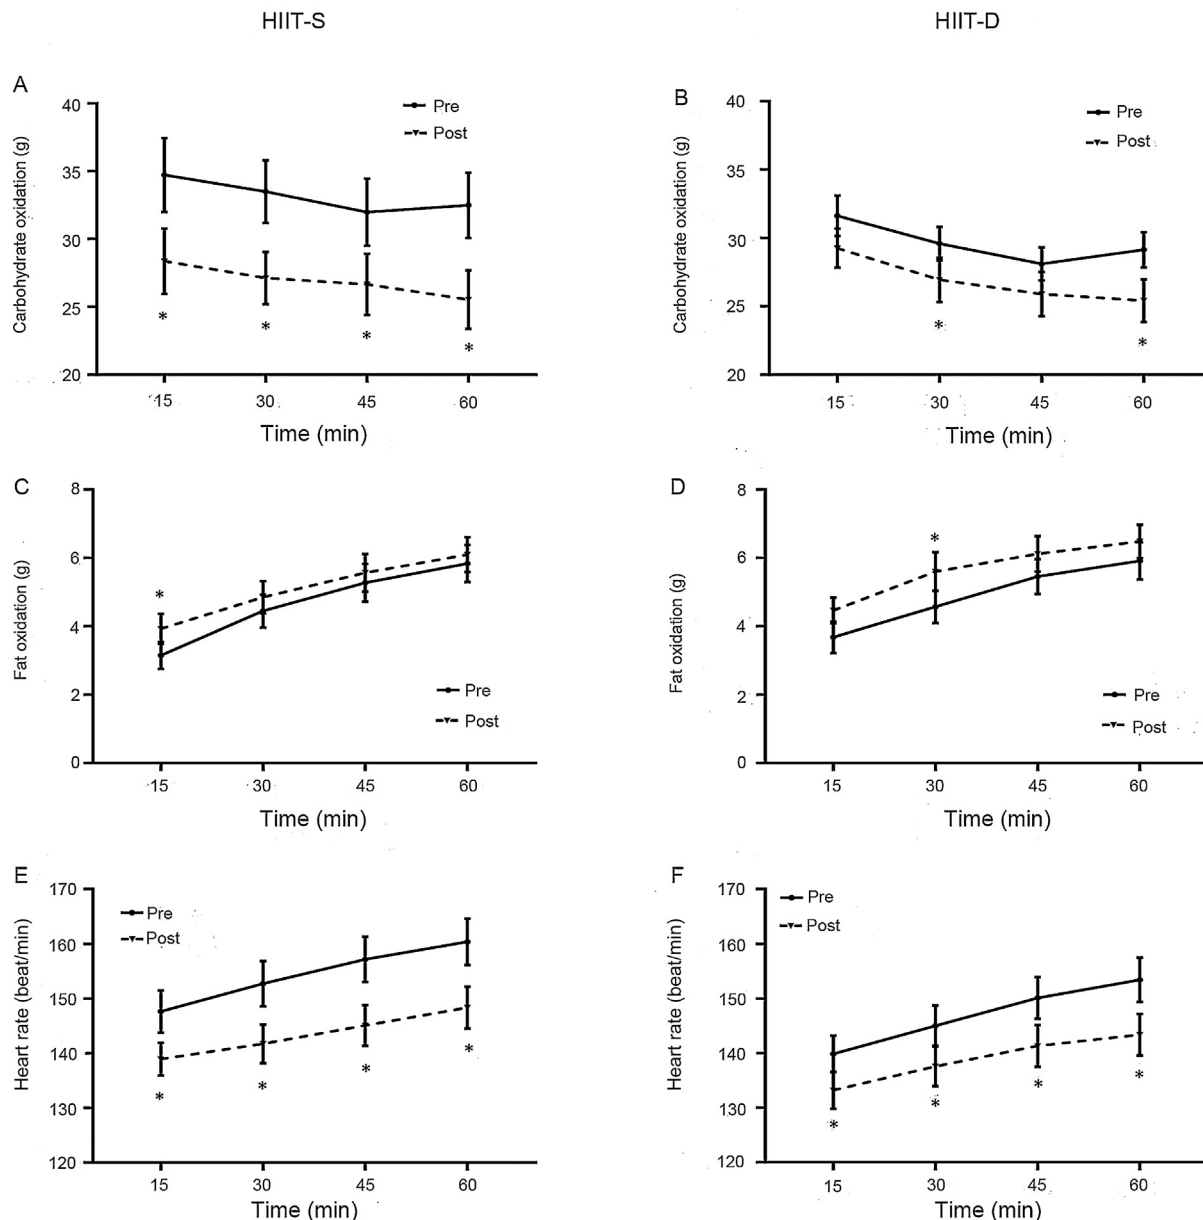 HIIT-S
HIIT-D
A
40
35
30
25
20
Carbohydrate oxidation (g)
Pre
Post
*
*
*
*
15
30
45
60
Time (min)
B
40
35
30
25
20
Carbohydrate oxidation (g)
Pre
Post
*
*
15
30
45
60
Time (min)
C
8
6
4
2
0
Fat oxidation (g)
*
Pre
Post
15
30
45
60
Time (min)
D
8
6
4
2
0
Fat oxidation (g)
*
Pre
Post
15
30
45
60
Time (min)
E
170
160
150
140
130
120
Heart rate (beat/min)
Pre
Post
*
*
*
*
15
30
45
60
Time (min)
F
170
160
150
140
130
120
Heart rate (beat/min)
Pre
Post
*
*
*
*
15
30
45
60
Time (min)